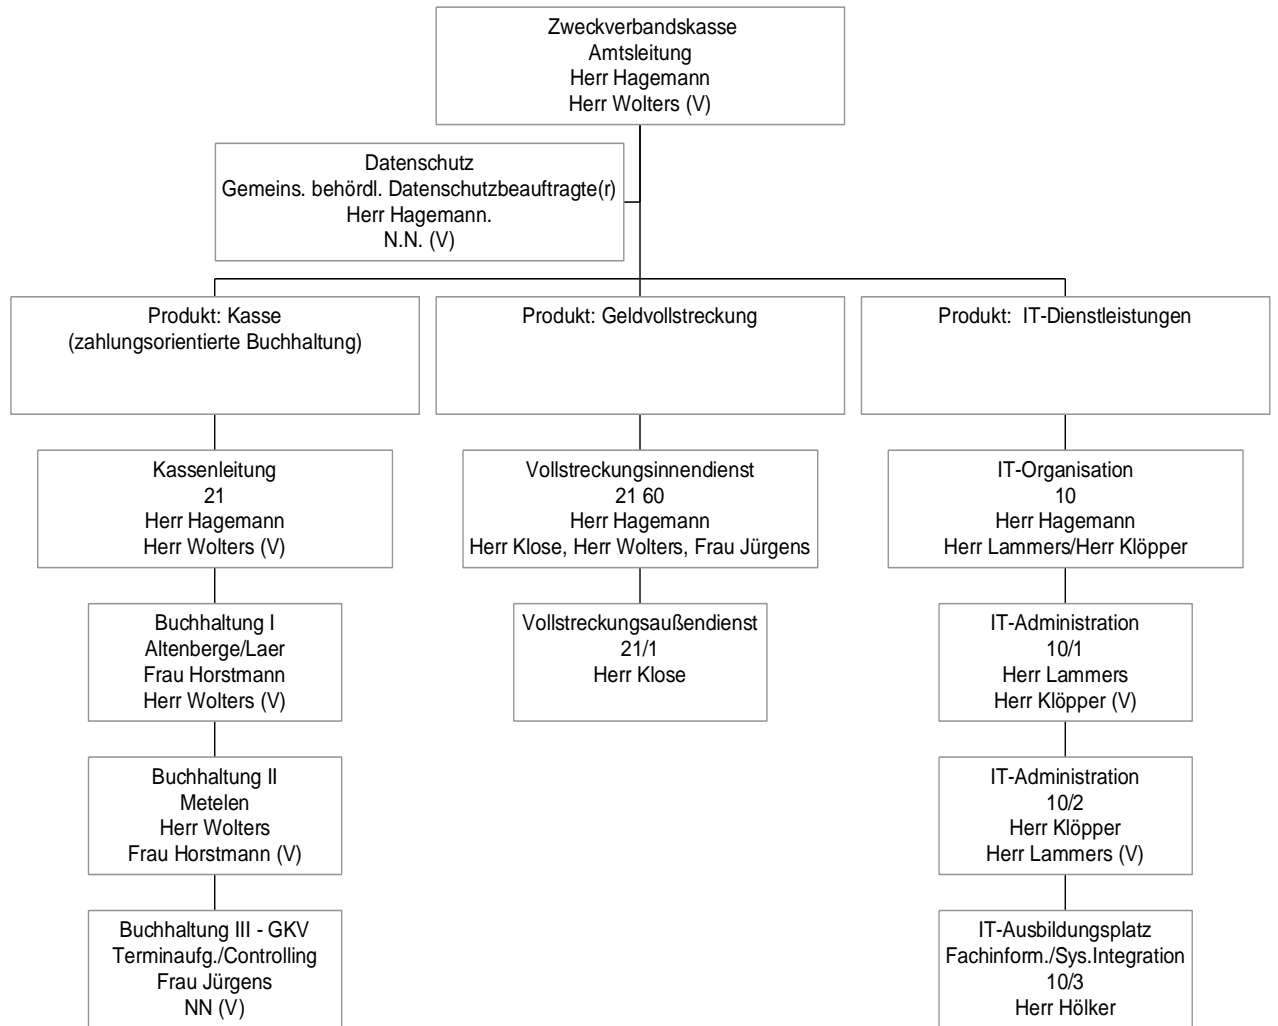 Zweckverbandskasse
Amtsleitung
Herr Hagemann
Herr Wolters (V)
Datenschutz
Gemeins. behördl. Datenschutzbeauftragte(r)
Herr Hagemann.
N.N. (V)
Produkt: Kasse
(zahlungsorientierte Buchhaltung)
Produkt: Geldvollstreckung
Produkt: IT-Dienstleistungen
Kassenleitung
21
Herr Hagemann
Herr Wolters (V)
Vollstreckungsinnendienst
21 60
Herr Hagemann
Herr Klose, Herr Wolters, Frau Jürgens
IT-Organisation
10
Herr Hagemann
Herr Lammers/Herr Klöpper
Buchhaltung I
Altenberge/Laer
Frau Horstmann
Herr Wolters (V)
Vollstreckungsaußendienst
21/1
Herr Klose
IT-Administration
10/1
Herr Lammers
Herr Klöpper (V)
Buchhaltung II
Metelen
Herr Wolters
Frau Horstmann (V)
IT-Administration
10/2
Herr Klöpper
Herr Lammers (V)
Buchhaltung III - GKV
Terminaufg./Controlling
Frau Jürgens
NN (V)
IT-Ausbildungsplatz
Fachinform./Sys.Integration
10/3
Herr Hölker